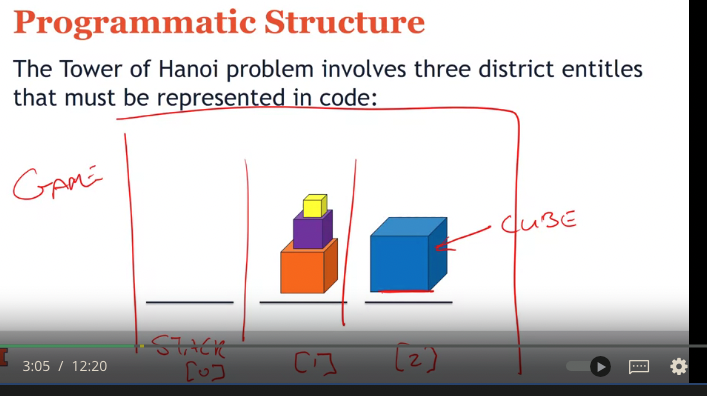 Programmatic Structure
The Tower of Hanoi problem involves three district entitles
that must be represented in code:
GAME
CUBE
STACK
[0] [1] [2]
3:05 / 12:20